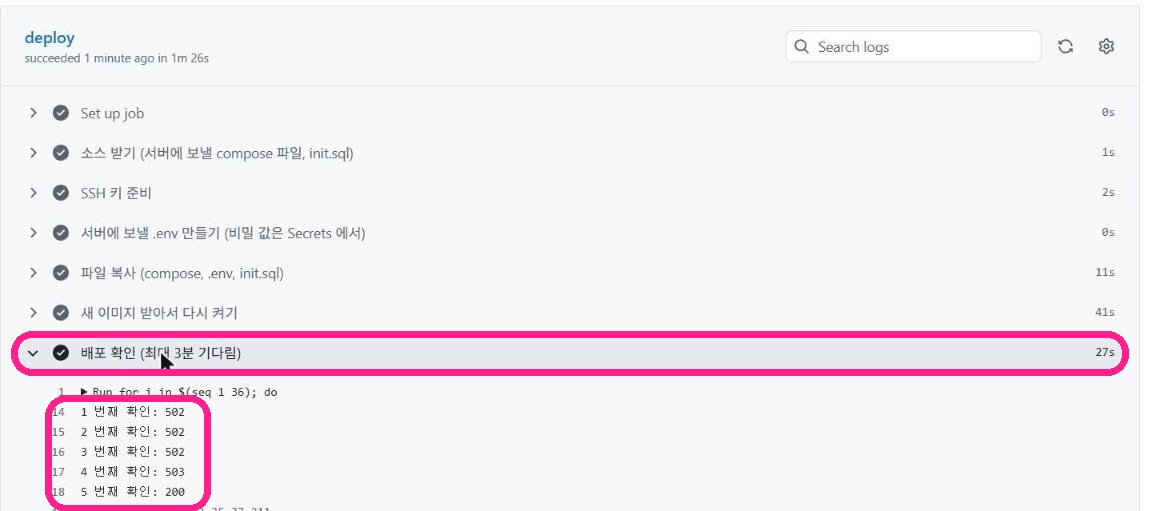 deploy
succeeded 1 minute ago in 1m 26s
Search logs
Set up job 0s
소스 받기 (서버에 보낼 compose 파일, init.sql) 1s
SSH 키 준비 2s
서버에 보낼 .env 만들기 (비밀 값은 Secrets 에서) 0s
파일 복사 (compose, .env, init.sql) 11s
새 이미지 받아서 다시 켜기 41s
배포 확인 (최대 3분 기다림) 27s
1 Run for i in $(seq 1 36); do
14 1 번째 확인: 502
15 2 번째 확인: 502
16 3 번째 확인: 502
17 4 번째 확인: 503
18 5 번째 확인: 200